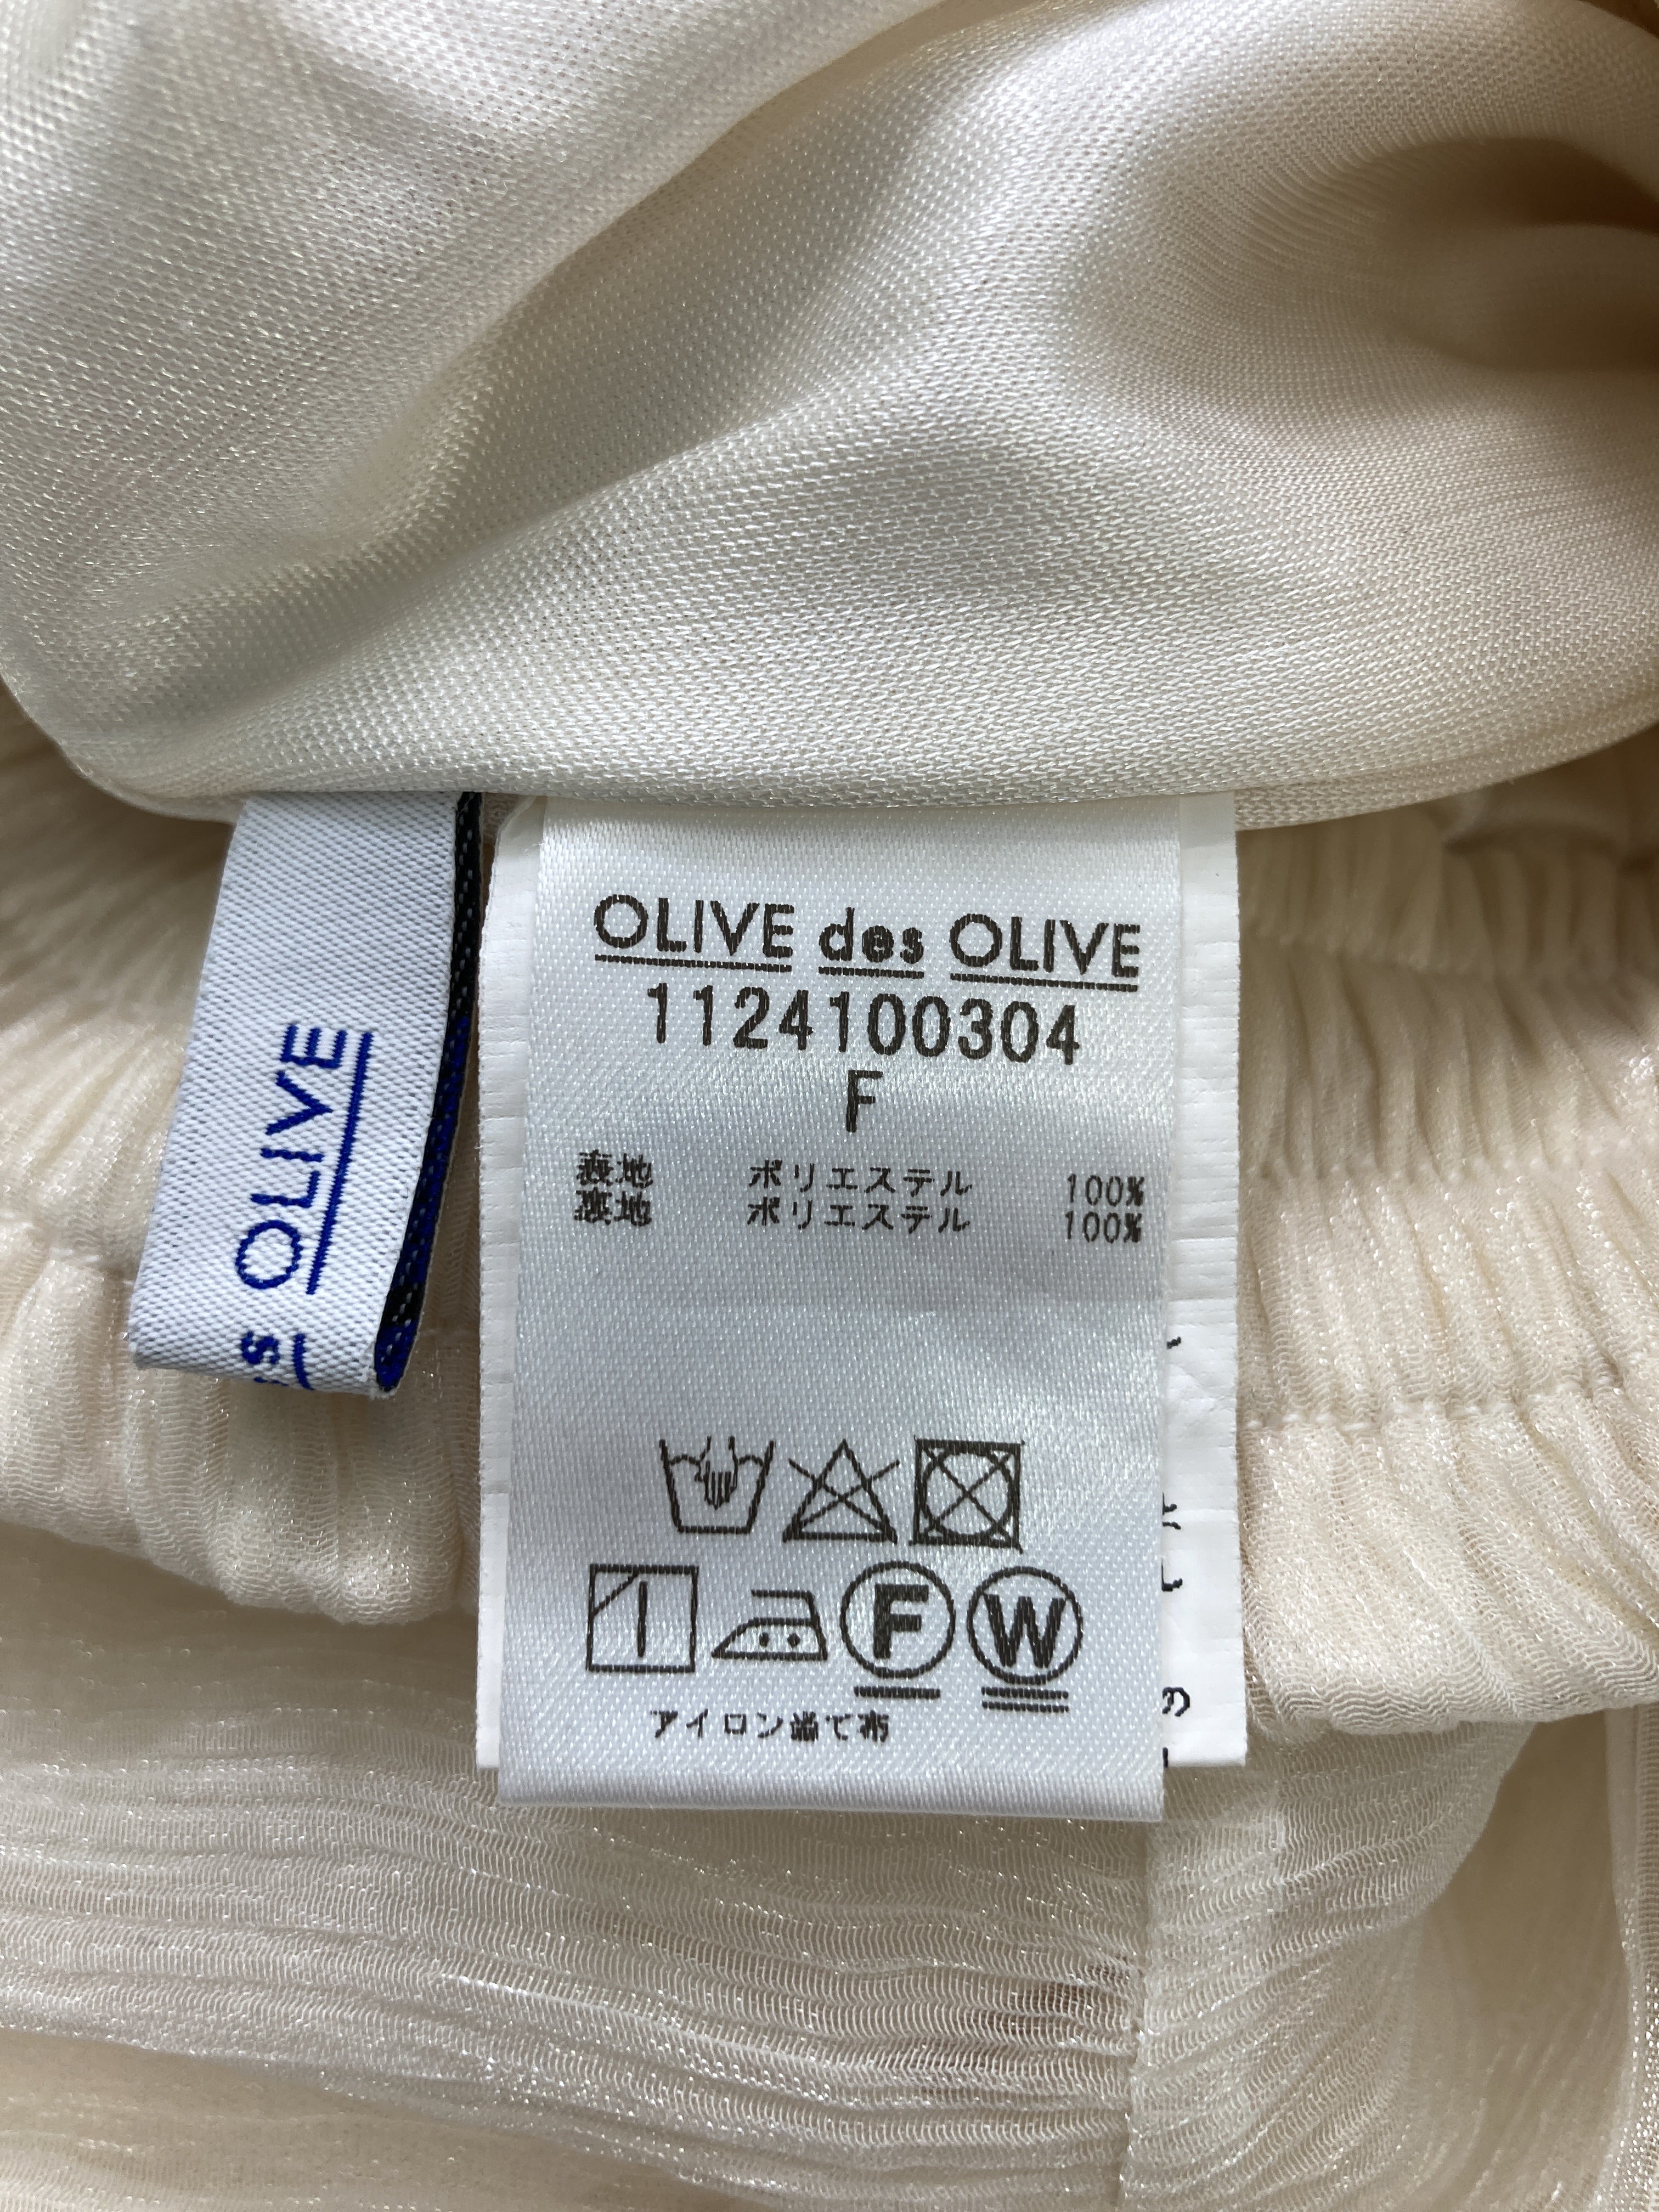 OLIVE
OLIVE des OLIVE
1124100304
F
表地 ポリエステル 100%
裏地 ポリエステル 100%
F W
アイロン当て布
の